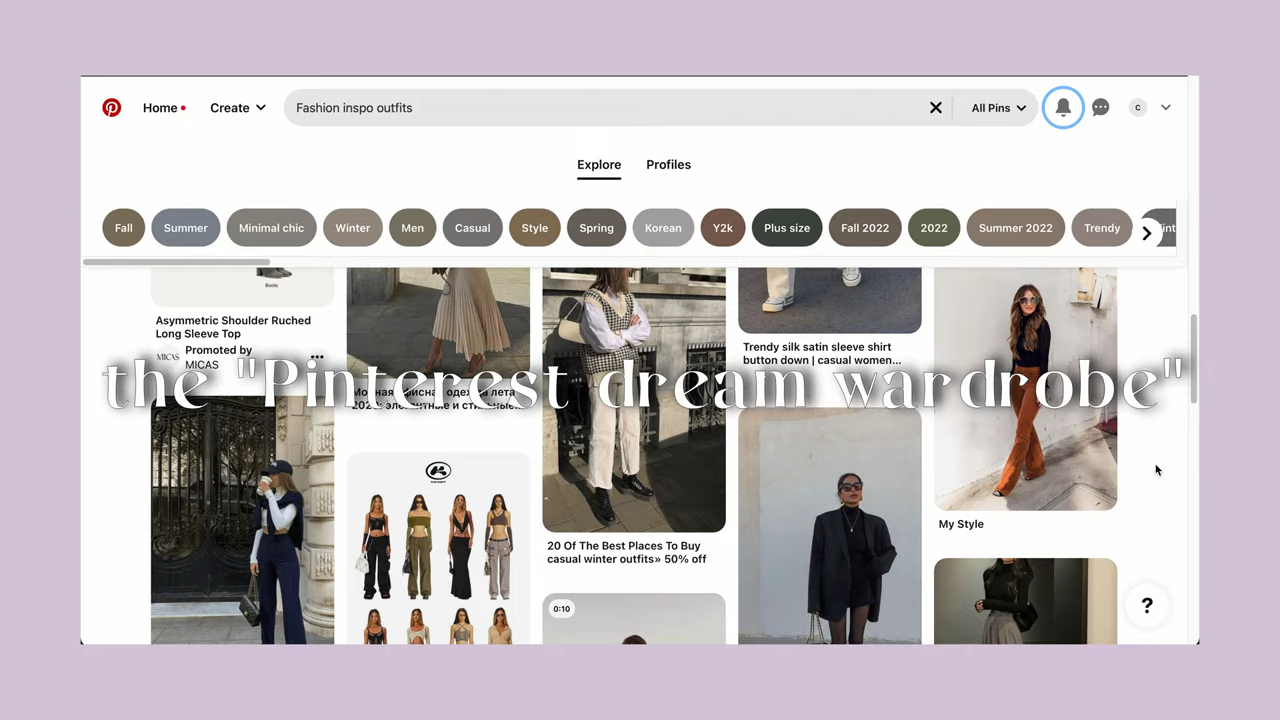 Home
Create
Fashion inspo outfits
All Pins
C
Explore
Profiles
Fall
Summer
Minimal chic
Winter
Men
Casual
Style
Spring
Korean
Y2k
Plus size
Fall 2022
2022
Summer 2022
Trendy
Boots
Asymmetric Shoulder Ruched
Long Sleeve Top
MICAS
Promoted by
MICAS
Trendy silk satin sleeve shirt
button down | casual women...
the "Pinterest dream wardrobe"
20 Of The Best Places To Buy
casual winter outfits» 50% off
My Style
0:10
?